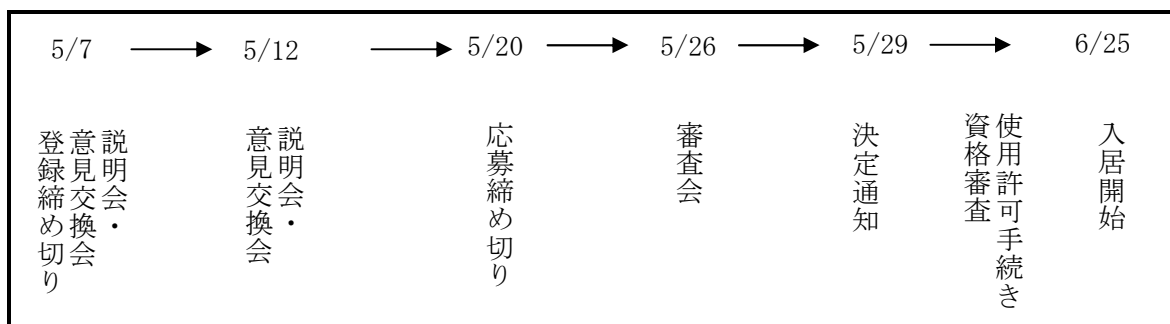 5/7
5/12
5/20
5/26
5/29
6/25
説明会・
意見交換会
登録締め切り
説明会・
意見交換会
応募締め切り
審査会
決定通知
使用許可手続き
資格審査
入居開始